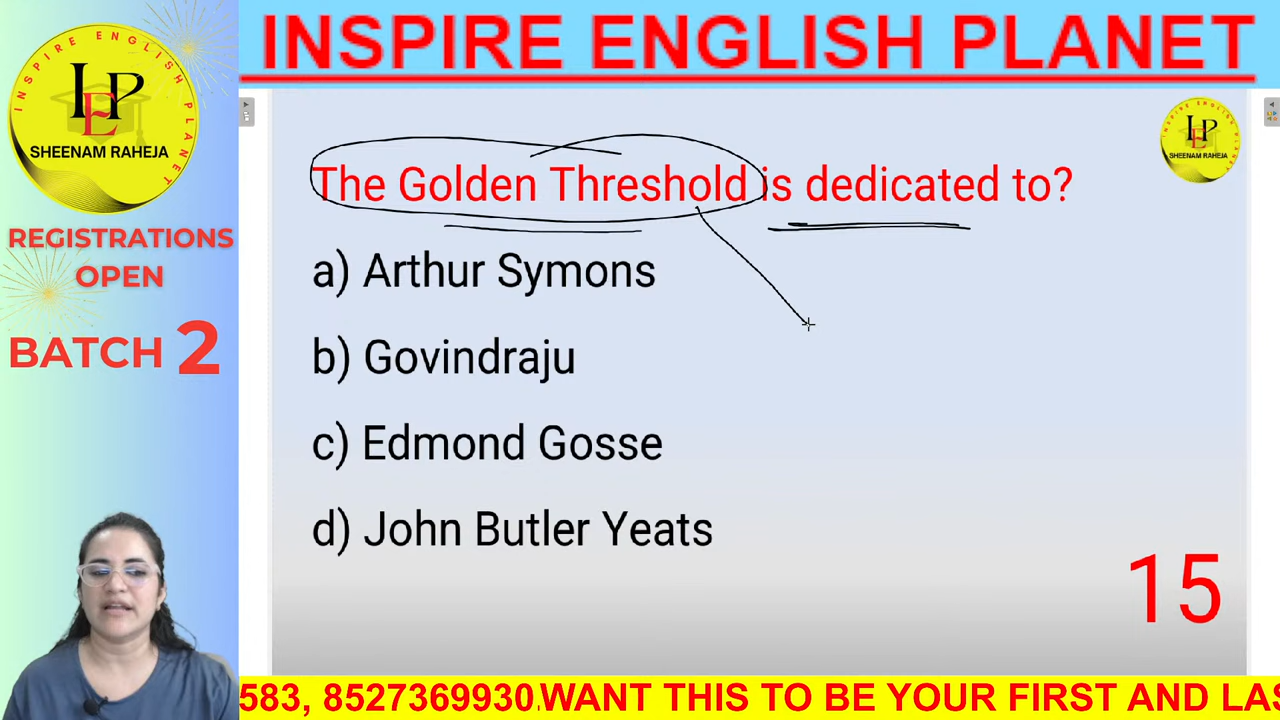 INSPIRE ENGLISH PLANET
INSPIRE ENGLISH PLANET
IEP
SHEENAM RAHEJA
REGISTRATIONS
OPEN
BATCH 2
IEP
SHEENAM RAHEJA
The Golden Threshold is dedicated to?
a) Arthur Symons
b) Govindraju
c) Edmond Gosse
d) John Butler Yeats
15
583, 8527369930.WANT THIS TO BE YOUR FIRST AND LAS